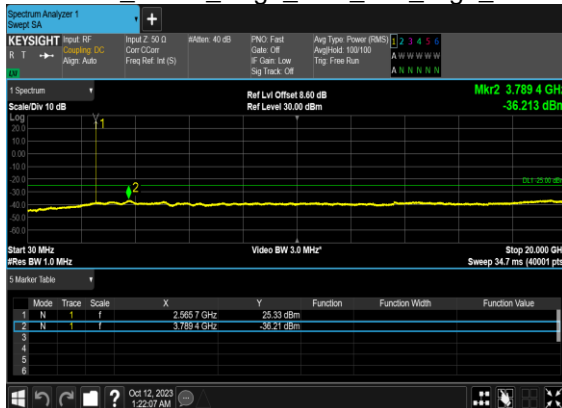 Spectrum Analyzer 1
Swept SA
+
KEYSIGHT Input: RF Input Z: 50 Ω #Atten: 40 dB PNO: Fast Avg Type: Power (RMS) 1 2 3 4 5 6
R T Coupling: DC Corr CCorr Gate: Off Avg|Hold: 100/100 A W W W W W
Align: Auto Freq Ref: Int (S) IF Gain: Low Trig: Free Run
LXI Sig Track: Off A N N N N N
1 Spectrum Ref Lvl Offset 8.60 dB Mkr2 3.789 4 GHz
Scale/Div 10 dB Ref Level 30.00 dBm -36.213 dBm
Log
20.0
10.0
0.00
-10.0
-20.0
-30.0
-40.0
-50.0
-60.0
1
2
DL1 -25.00 dBm
Start 30 MHz Video BW 3.0 MHz* Stop 20.000 GHz
#Res BW 1.0 MHz Sweep 34.7 ms (40001 pts)
5 Marker Table
Mode Trace Scale X Y Function Function Width Function Value
1 N 1 f 2.565 7 GHz 25.33 dBm
2 N 1 f 3.789 4 GHz -36.21 dBm
3
4
5
6
? Oct 12, 2023
1:22:07 AM